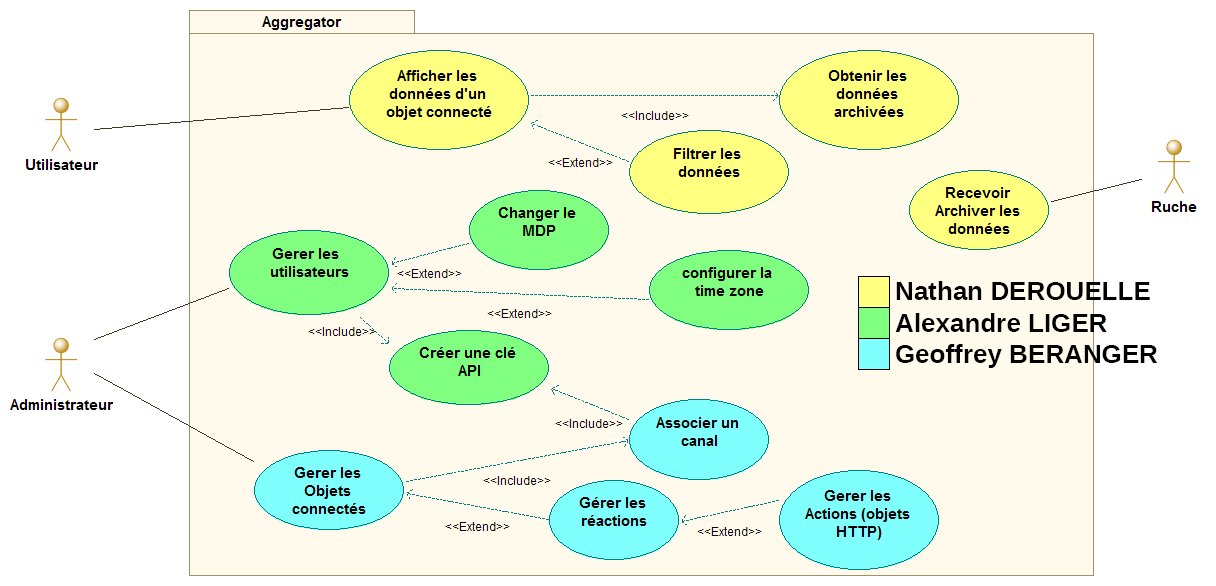 Aggregator
Afficher les
données d'un
objet connecté
Obtenir les
données
archivées
<<Include>>
Utilisateur
<<Extend>>
Filtrer les
données
Recevoir
Archiver les
données
Ruche
Changer le
MDP
Gerer les
utilisateurs
<<Extend>>
configurer la
time zone
<<Extend>>
Nathan DEROUELLE
Alexandre LIGER
Geoffrey BERANGER
<<Include>>
Créer une clé
API
Administrateur
<<Include>>
Associer un
canal
Gerer les
Objets
connectés
<<Include>>
Gérer les
réactions
<<Extend>>
<<Extend>>
Gerer les
Actions (objets
HTTP)